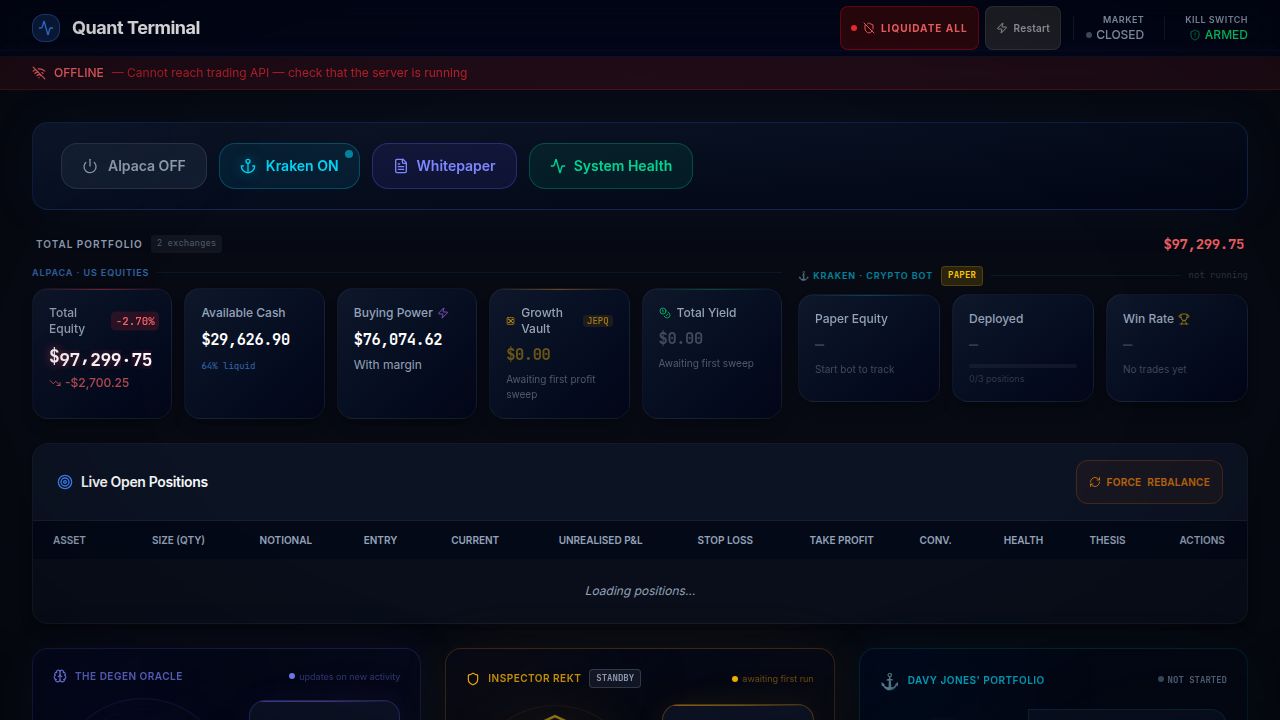 Quant Terminal
LIQUIDATE ALL
Restart
MARKET
CLOSED
KILL SWITCH
ARMED
OFFLINE — Cannot reach trading API — check that the server is running
Alpaca OFF
Kraken ON
Whitepaper
System Health
TOTAL PORTFOLIO 2 exchanges
$97,299.75
ALPACA · US EQUITIES
KRAKEN · CRYPTO BOT PAPER
not running
Total Equity
-2.70%
$97,299.75
-$2,700.25
Available Cash
$29,626.90
64% liquid
Buying Power
$76,074.62
With margin
Growth Vault
JEPQ
$0.00
Awaiting first profit
sweep
Total Yield
$0.00
Awaiting first sweep
Paper Equity
—
Start bot to track
Deployed
—
0/3 positions
Win Rate
—
No trades yet
Live Open Positions
FORCE REBALANCE
ASSET SIZE (QTY) NOTIONAL ENTRY CURRENT UNREALISED P&L STOP LOSS TAKE PROFIT CONV. HEALTH THESIS ACTIONS
Loading positions...
THE DEGEN ORACLE
updates on new activity
INSPECTOR REKT STANDBY
awaiting first run
DAVY JONES' PORTFOLIO
NOT STARTED